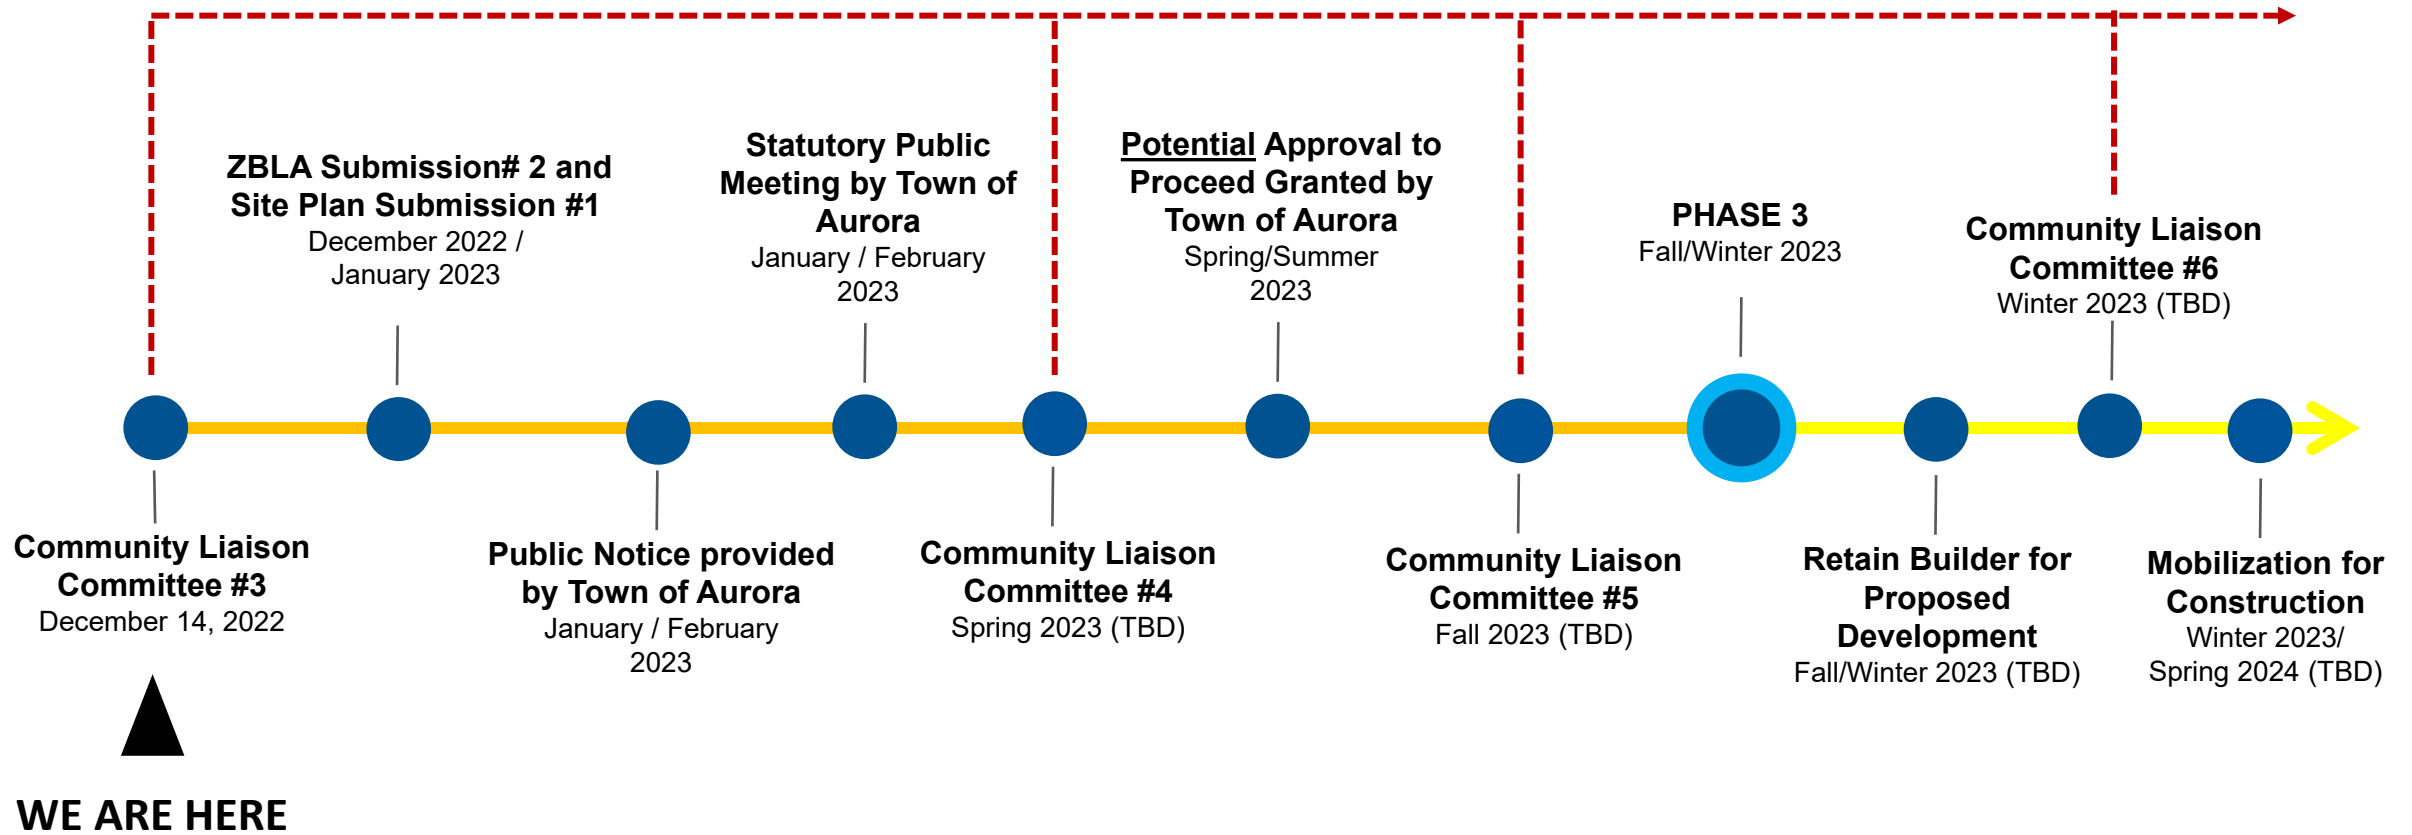 ZBLA Submission# 2 and
Site Plan Submission #1
December 2022 /
January 2023
Statutory Public
Meeting by Town of
Aurora
January / February
2023
Potential Approval to
Proceed Granted by
Town of Aurora
Spring/Summer
2023
PHASE 3
Fall/Winter 2023
Community Liaison
Committee #6
Winter 2023 (TBD)
Community Liaison
Committee #3
December 14, 2022
Public Notice provided
by Town of Aurora
January / February
2023
Community Liaison
Committee #4
Spring 2023 (TBD)
Community Liaison
Committee #5
Fall 2023 (TBD)
Retain Builder for
Proposed
Development
Fall/Winter 2023 (TBD)
Mobilization for
Construction
Winter 2023/
Spring 2024 (TBD)
WE ARE HERE